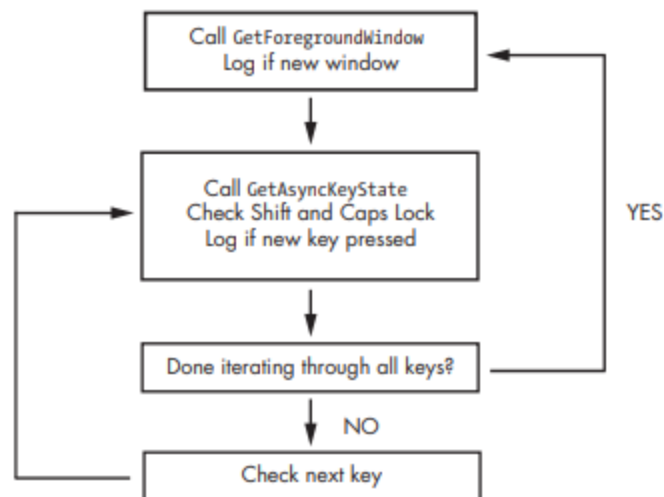 Call GetForegroundWindow
Log if new window
Call GetAsyncKeyState
Check Shift and Caps Lock
Log if new key pressed
YES
Done iterating through all keys?
NO
Check next key